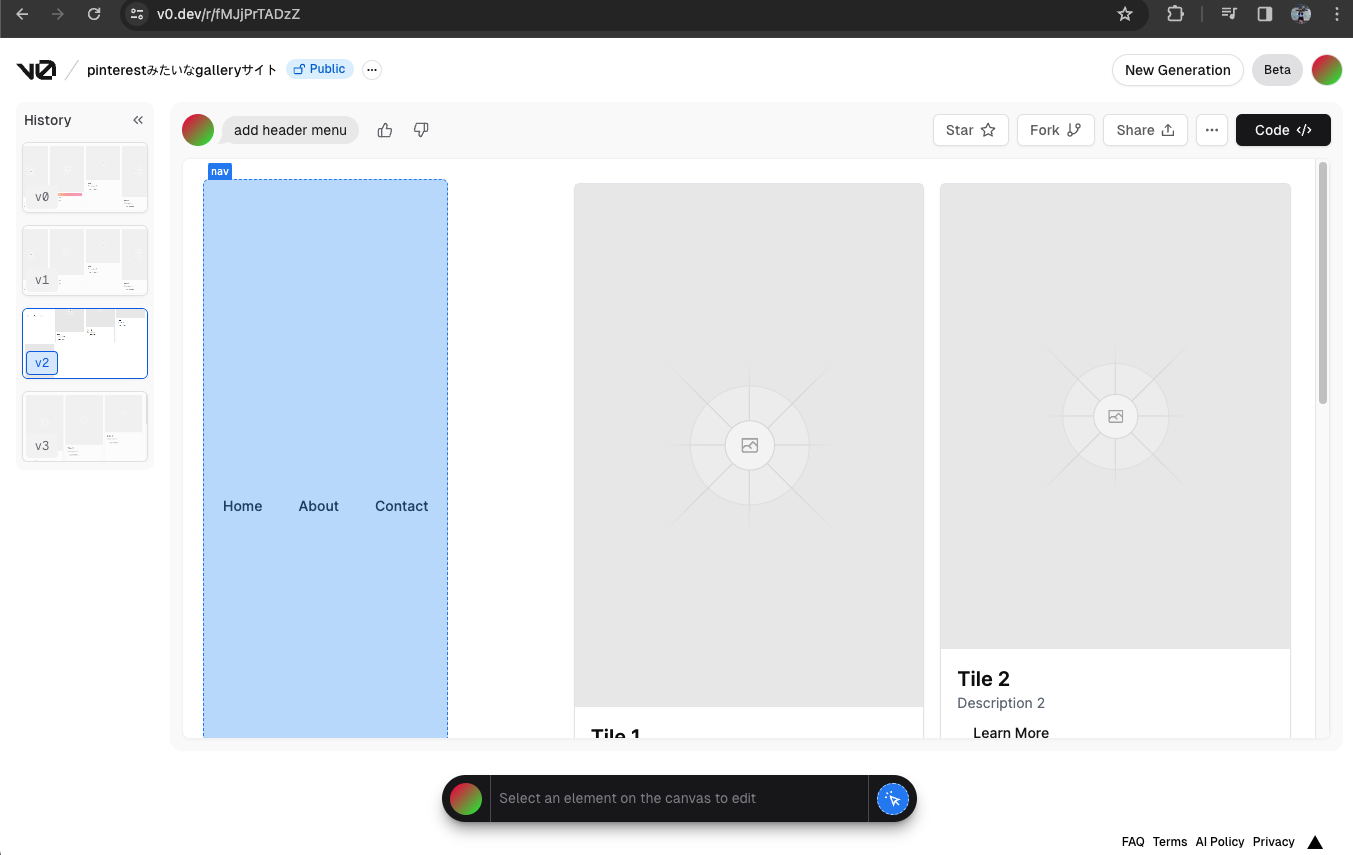 v0.dev/r/fMJjPrTADzZ
v0
pinterestみたいなgalleryサイト
Public
New Generation
Beta
History
add header menu
Star
Fork
Share
Code
v0
v1
v2
v3
nav
Home
About
Contact
Tile 1
Tile 2
Description 2
Learn More
Select an element on the canvas to edit
FAQ
Terms
AI Policy
Privacy